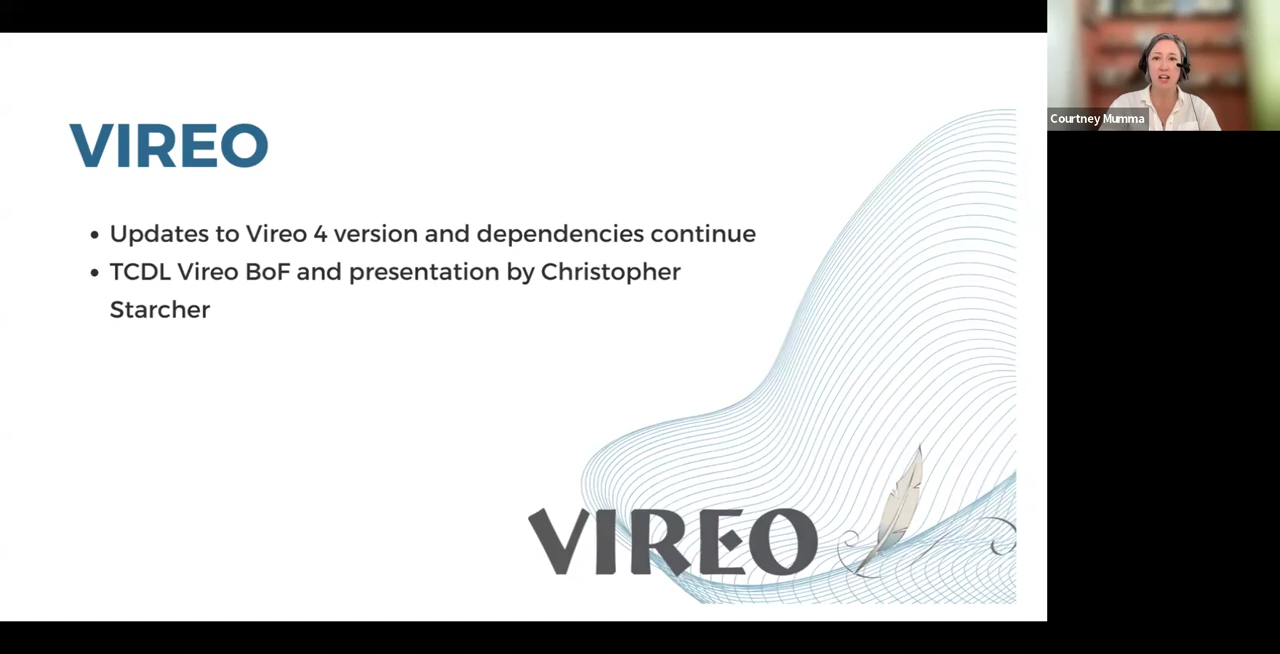 VIREO
• Updates to Vireo 4 version and dependencies continue
• TCDL Vireo BoF and presentation by Christopher
Starcher
VIREO
Courtney Mumma